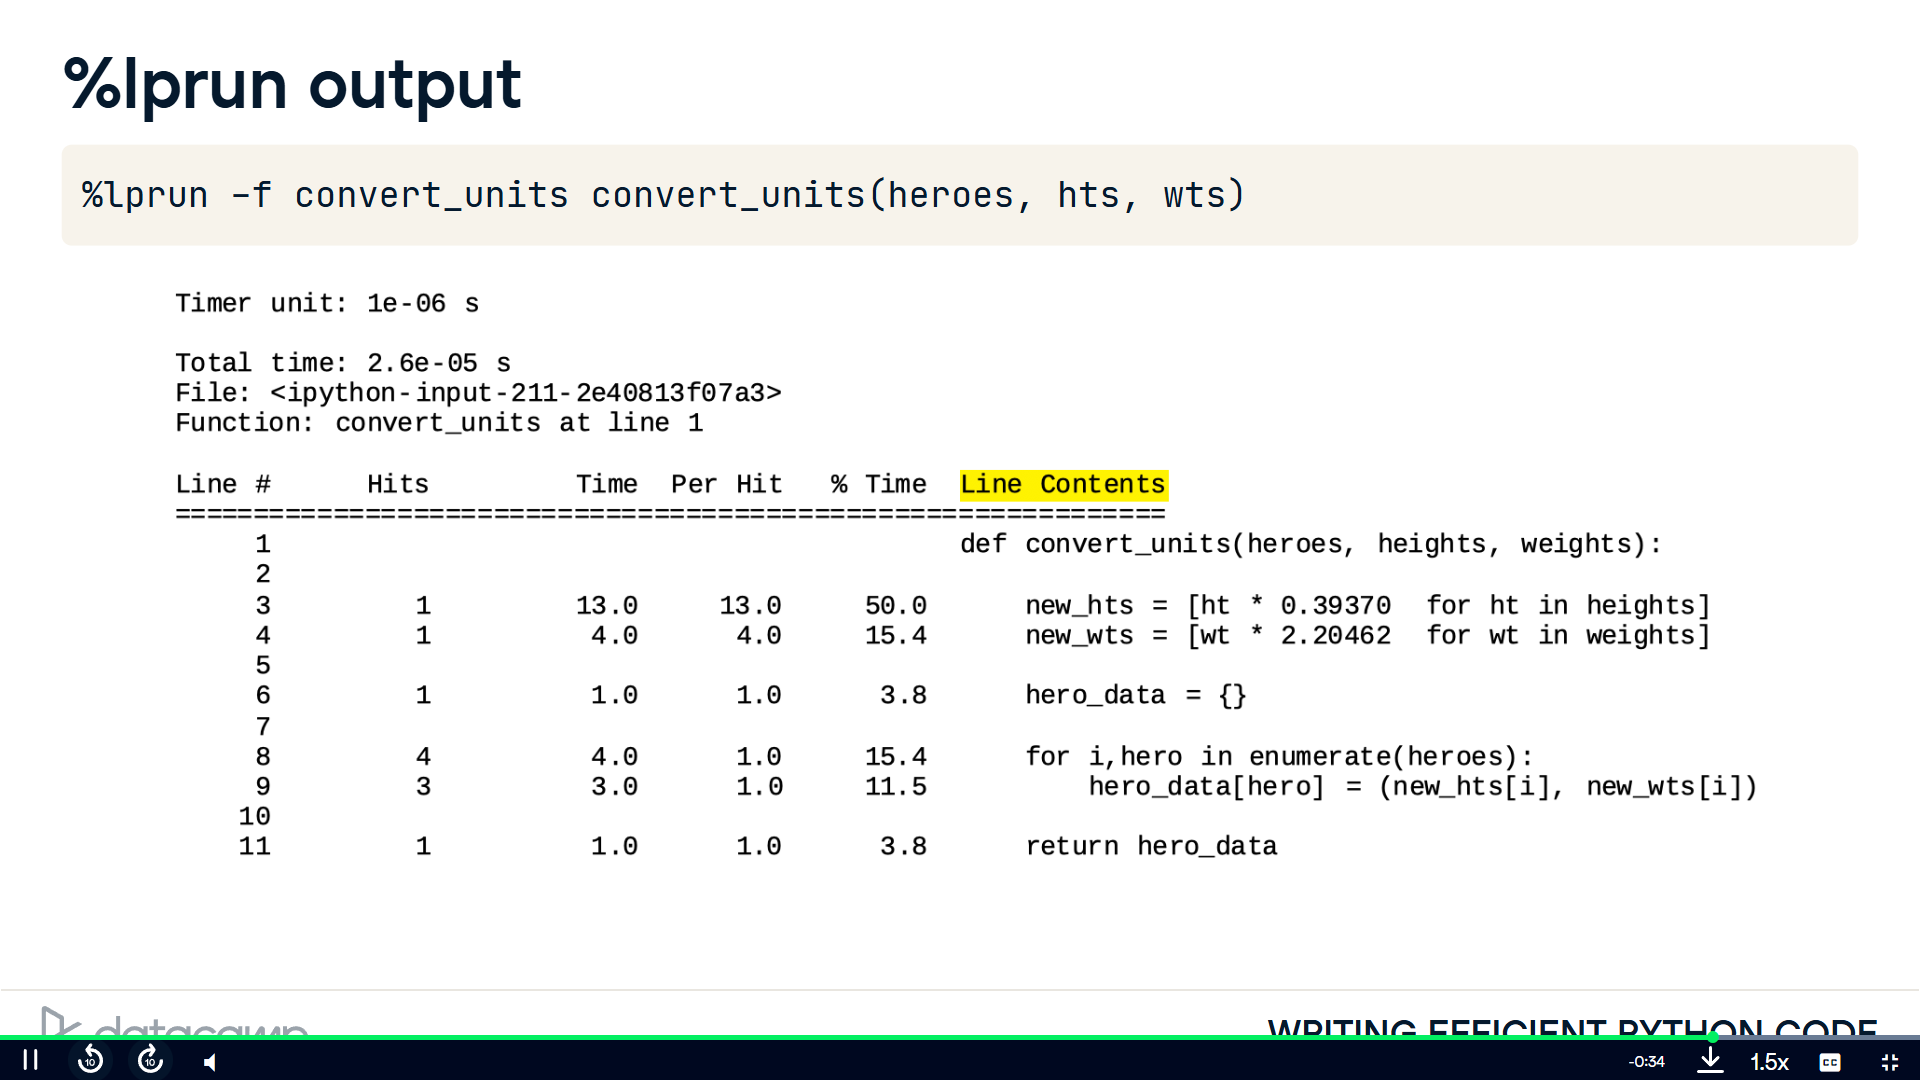 %lprun output
%lprun -f convert_units convert_units(heroes, hts, wts)
Timer unit: 1e-06 s
Total time: 2.6e-05 s
File: <ipython-input-211-2e40813f07a3>
Function: convert_units at line 1
Line # Hits Time Per Hit % Time Line Contents
==============================================================
1 def convert_units(heroes, heights, weights):
2
3 1 13.0 13.0 50.0 new_hts = [ht * 0.39370 for ht in heights]
4 1 4.0 4.0 15.4 new_wts = [wt * 2.20462 for wt in weights]
5
6 1 1.0 1.0 3.8 hero_data = {}
7
8 4 4.0 1.0 15.4 for i,hero in enumerate(heroes):
9 3 3.0 1.0 11.5 hero_data[hero] = (new_hts[i], new_wts[i])
10
11 1 1.0 1.0 3.8 return hero_data
datacamp WRITING EFFICIENT PYTHON CODE
10 10 -0:34 1.5x CC